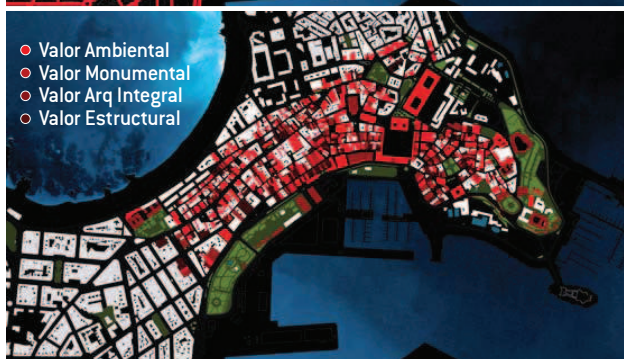 Valor Ambiental
Valor Monumental
Valor Arq Integral
Valor Estructural